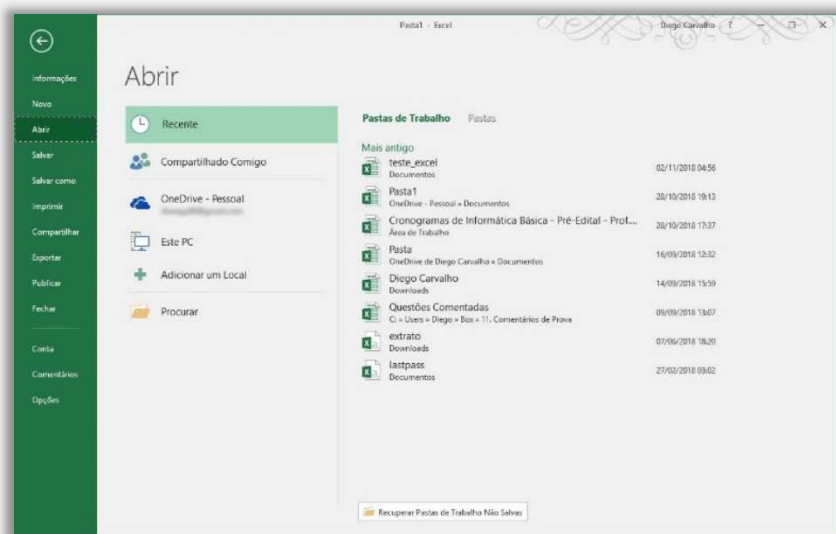 Pasta1 - Excel
Diego Carvalho ?
Informações
Novo
Abrir
Salvar
Salvar como
Imprimir
Compartilhar
Exportar
Publicar
Fechar
Conta
Comentários
Opções
Abrir
Recente
Compartilhado Comigo
OneDrive - Pessoal
Este PC
Adicionar um Local
Procurar
Pastas de Trabalho Pastas
Mais antigo
teste_excel 02/11/2018 04:56
Documentos
Pasta1 28/10/2018 19:13
OneDrive - Pessoal » Documentos
Cronogramas de Informática Básica - Pré-Edital - Prof.... 28/10/2018 17:37
Área de Trabalho
Pasta 16/09/2018 12:32
OneDrive de Diego Carvalho » Documentos
Diego Carvalho 14/09/2018 15:59
Downloads
Questões Comentadas 09/09/2018 13:07
C: » Users » Diego » Box » 11. Comentários de Prova
extrato 07/06/2018 18:20
Downloads
lastpass 27/02/2018 03:02
Documentos
Recuperar Pastas de Trabalho Não Salvas